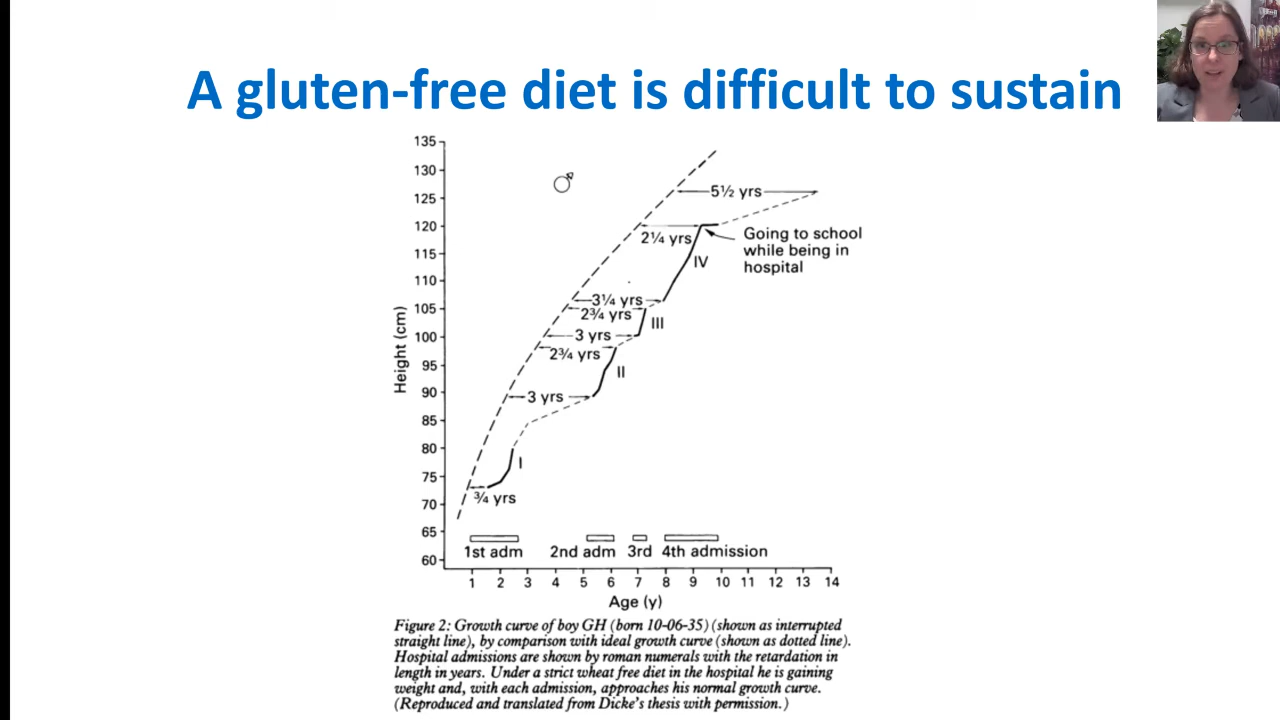 A gluten-free diet is difficult to sustain
135
130
125
120
115
110
105
100
95
90
85
80
75
70
65
60
Height (cm)
5½ yrs
2¼ yrs
Going to school
while being in
hospital
IV
3¼ yrs
2¾ yrs
III
3 yrs
2¾ yrs
II
3 yrs
I
¾ yrs
1st adm 2nd adm 3rd 4th admission
1 2 3 4 5 6 7 8 9 10 11 12 13 14
Age (y)
Figure 2: Growth curve of boy GH (born 10-06-35) (shown as interrupted
straight line), by comparison with ideal growth curve (shown as dotted line).
Hospital admissions are shown by roman numerals with the retardation in
length in years. Under a strict wheat free diet in the hospital he is gaining
weight and, with each admission, approaches his normal growth curve.
(Reproduced and translated from Dicke's thesis with permission.)